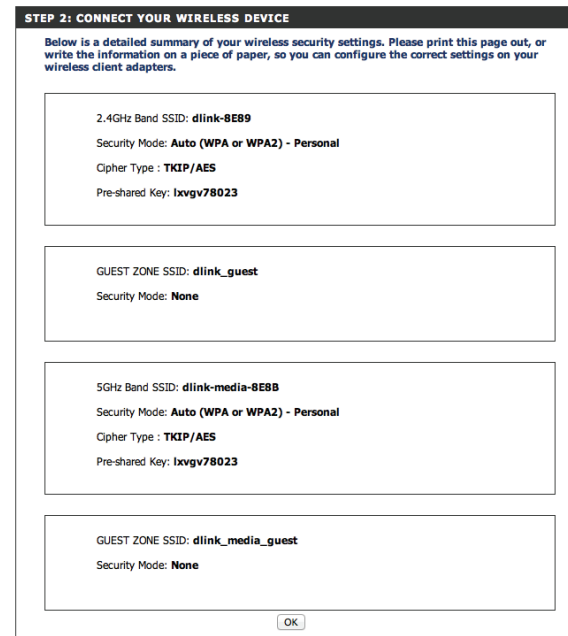 STEP 2: CONNECT YOUR WIRELESS DEVICE
Below is a detailed summary of your wireless security settings. Please print this page out, or
write the information on a piece of paper, so you can configure the correct settings on your
wireless client adapters.
2.4GHz Band SSID: dlink-8E89
Security Mode: Auto (WPA or WPA2) - Personal
Cipher Type : TKIP/AES
Pre-shared Key: lxvgv78023
GUEST ZONE SSID: dlink_guest
Security Mode: None
5GHz Band SSID: dlink-media-8E8B
Security Mode: Auto (WPA or WPA2) - Personal
Cipher Type : TKIP/AES
Pre-shared Key: lxvgv78023
GUEST ZONE SSID: dlink_media_guest
Security Mode: None
OK